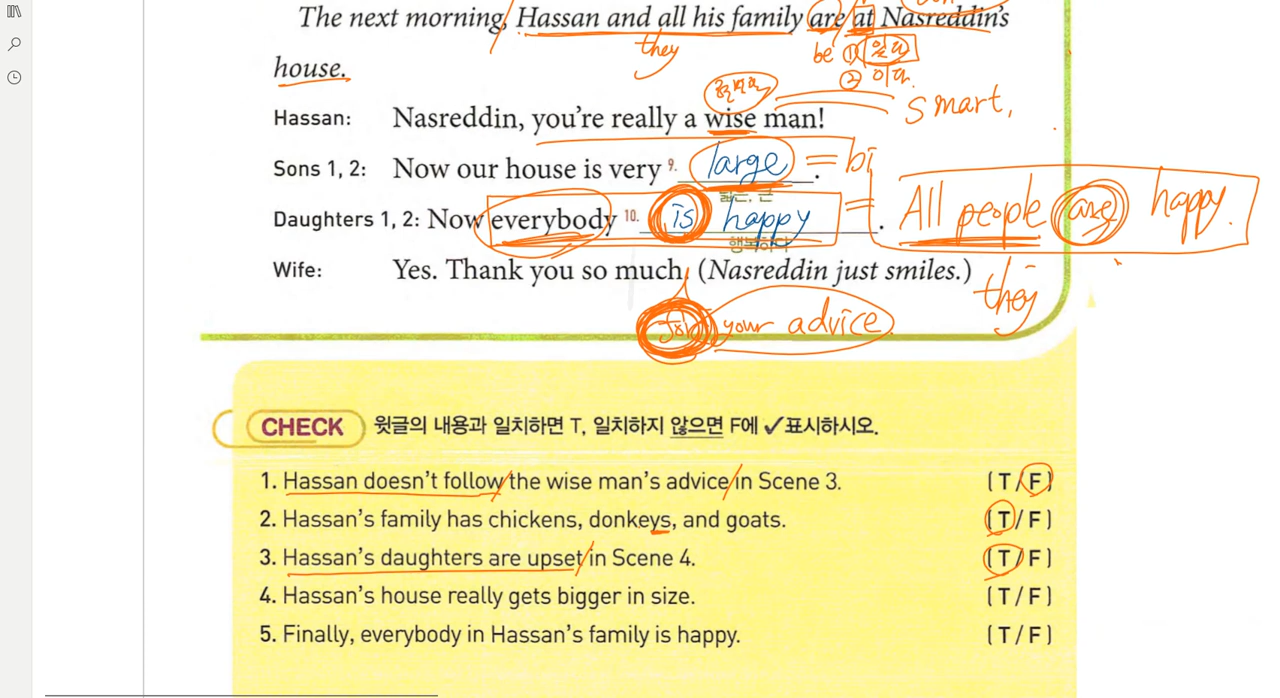 The next morning, Hassan and all his family are at Nasreddin's
they
be ① 있다
② 이다.
house.
현명한
smart,
Hassan: Nasreddin, you're really a wise man!
Sons 1, 2: Now our house is very 9. large. = bi
넓은, 큰
Daughters 1, 2: Now everybody 10. is happy. = All people are happy.
행복하다
they
Wife: Yes. Thank you so much. (Nasreddin just smiles.)
for your advice
CHECK 윗글의 내용과 일치하면 T, 일치하지 않으면 F에 ✓표시하시오.
1. Hassan doesn't follow the wise man's advice in Scene 3. (T/F)
2. Hassan's family has chickens, donkeys, and goats. (T/F)
3. Hassan's daughters are upset in Scene 4. (T/F)
4. Hassan's house really gets bigger in size. (T/F)
5. Finally, everybody in Hassan's family is happy. (T/F)